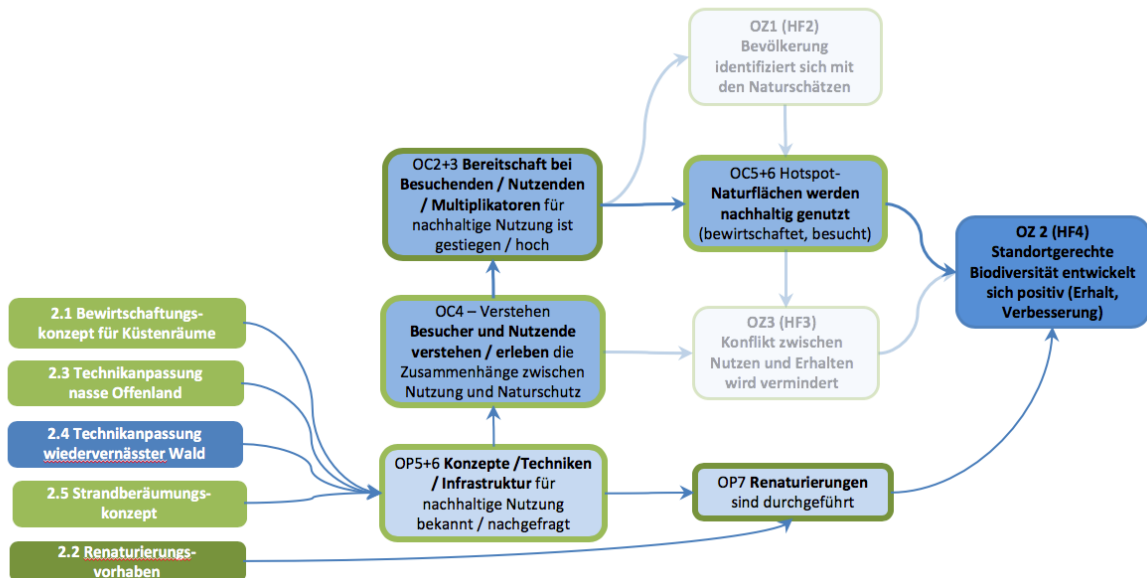 OZ1 (HF2)
Bevölkerung
identifiziert sich mit
den Naturschätzen
OC2+3 Bereitschaft bei
Besuchenden / Nutzenden
/ Multiplikatoren für
nachhaltige Nutzung ist
gestiegen / hoch
OC5+6 Hotspot-
Naturflächen werden
nachhaltig genutzt
(bewirtschaftet, besucht)
OZ 2 (HF4)
Standortgerechte
Biodiversität entwickelt
sich positiv (Erhalt,
Verbesserung)
OC4 – Verstehen
Besucher und Nutzende
verstehen / erleben die
Zusammenhänge zwischen
Nutzung und Naturschutz
OZ3 (HF3)
Konflikt zwischen
Nutzen und Erhalten
wird vermindert
2.1 Bewirtschaftungs-
konzept für Küstenräume
2.3 Technikanpassung
nasse Offenland
2.4 Technikanpassung
wiedervernässter Wald
2.5 Strandberäumungs-
konzept
2.2 Renaturierungs-
vorhaben
OP5+6 Konzepte /Techniken
/ Infrastruktur für
nachhaltige Nutzung
bekannt / nachgefragt
OP7 Renaturierungen
sind durchgeführt